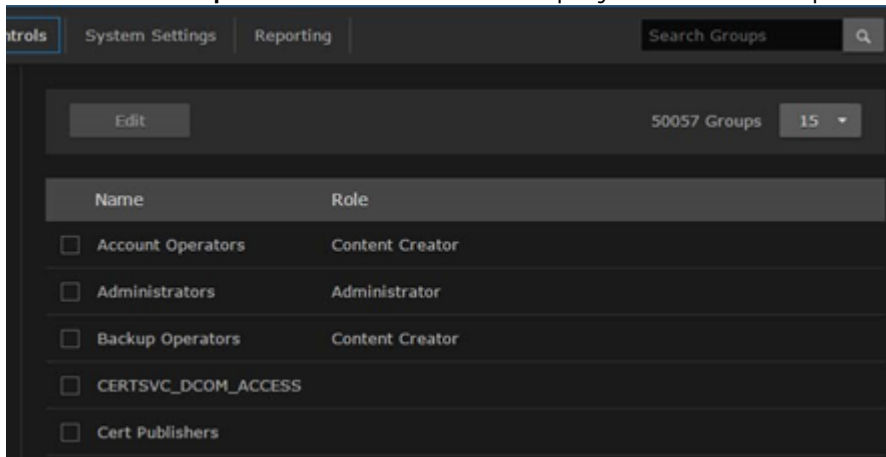 ntrols System Settings Reporting Search Groups
Edit 50057 Groups 15
Name Role
Account Operators Content Creator
Administrators Administrator
Backup Operators Content Creator
CERTSVC_DCOM_ACCESS
Cert Publishers